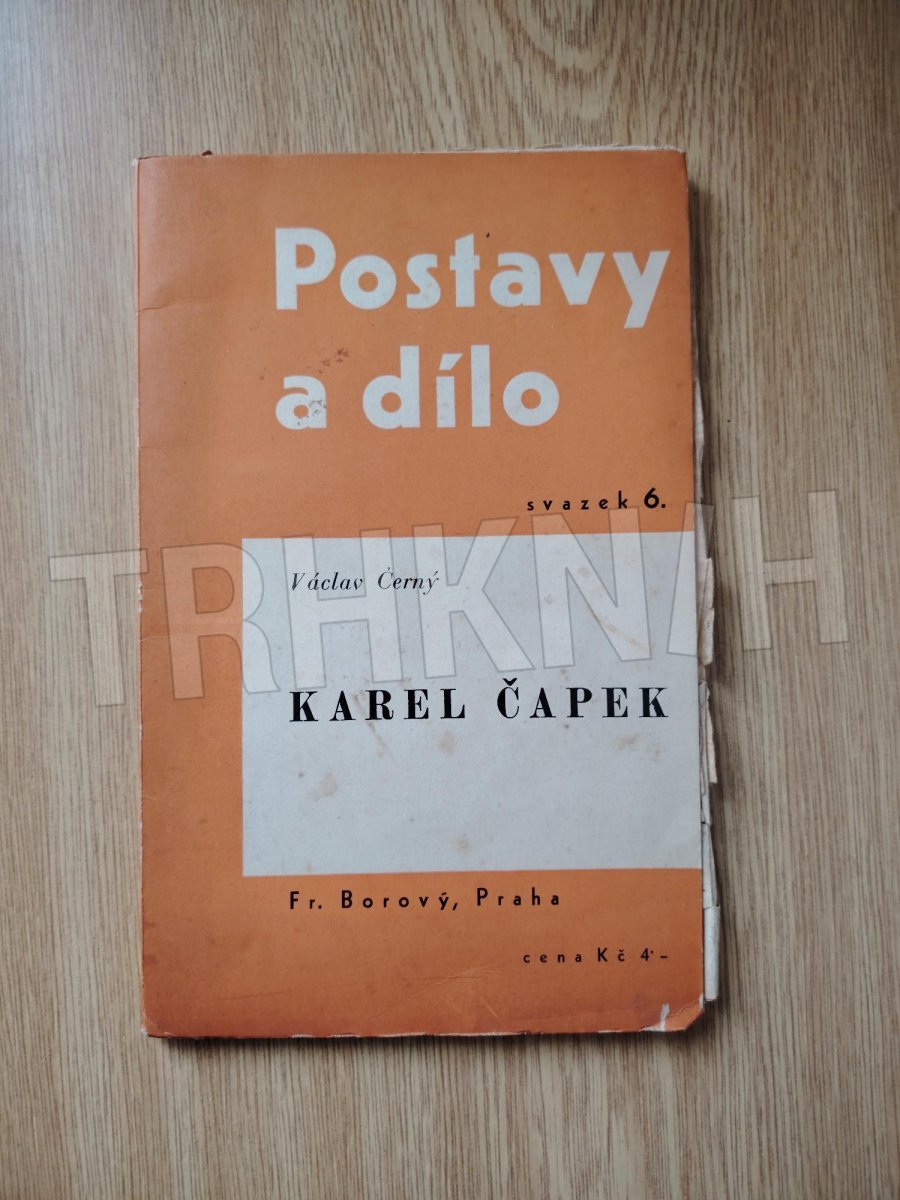 Postavy
a dílo
svazek 6.
Václav Černý
KAREL ČAPEK
Fr. Borový, Praha
cena Kč 4·–
TRHKNIH